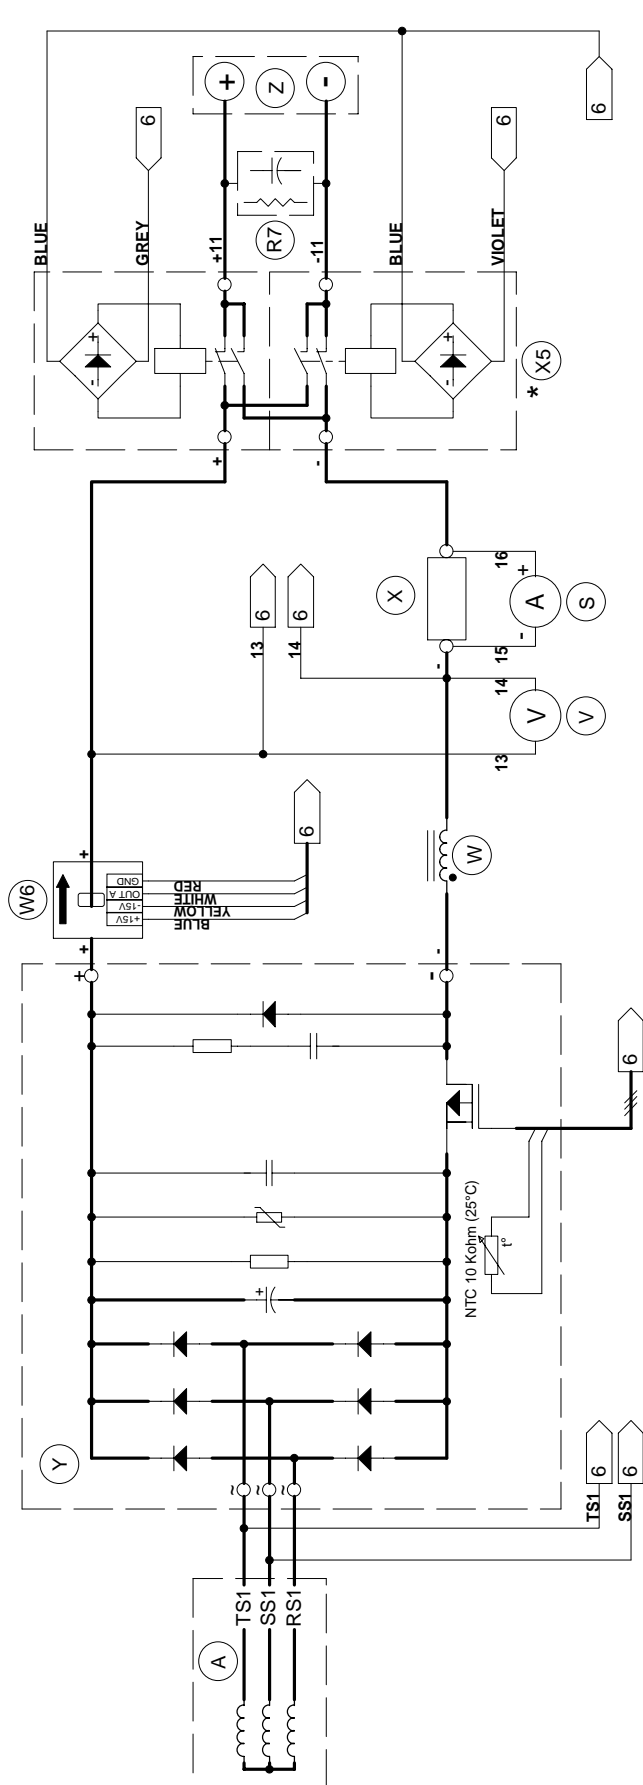 6
+
Z
-
6
6
BLUE
GREY
R7
+11
-11
BLUE
VIOLET
+
-
+
-
X5
*
+
-
16
+
X
A
S
6
6
13
14
-
15
14
-
V
V
13
W
W6
+
GND
OUT A
-15V
+15V
RED
WHITE
YELLOW
BLUE
6
+
-
+
-
6
NTC 10 Kohm (25°C)
t°
+
Y
~
~
~
6
6
TS1
SS1
TS1
SS1
RS1
A